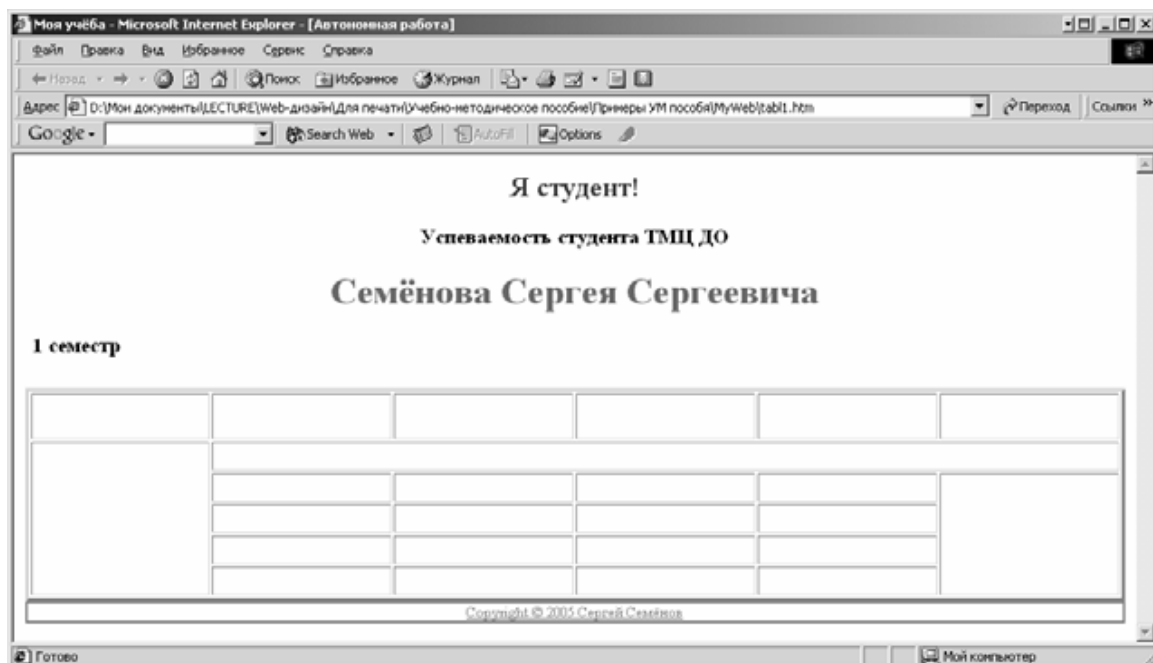 Моя учёба - Microsoft Internet Explorer - [Автономная работа]
Файл Правка Вид Избранное Сервис Справка
Назад Поиск Избранное Журнал
Адрес D:\Мои документы\LECTURE\Web-дизайн\Для печати\Учебно-методическое пособие\Примеры УМ пособя\MyWeb\tabl1.htm Переход Ссылки »
Google Search Web AutoFill Options
Я студент!
Успеваемость студента ТМЦ ДО
Семёнова Сергея Сергеевича
1 семестр
Copyright © 2005 Сергей Семёнов
Готово Мой компьютер